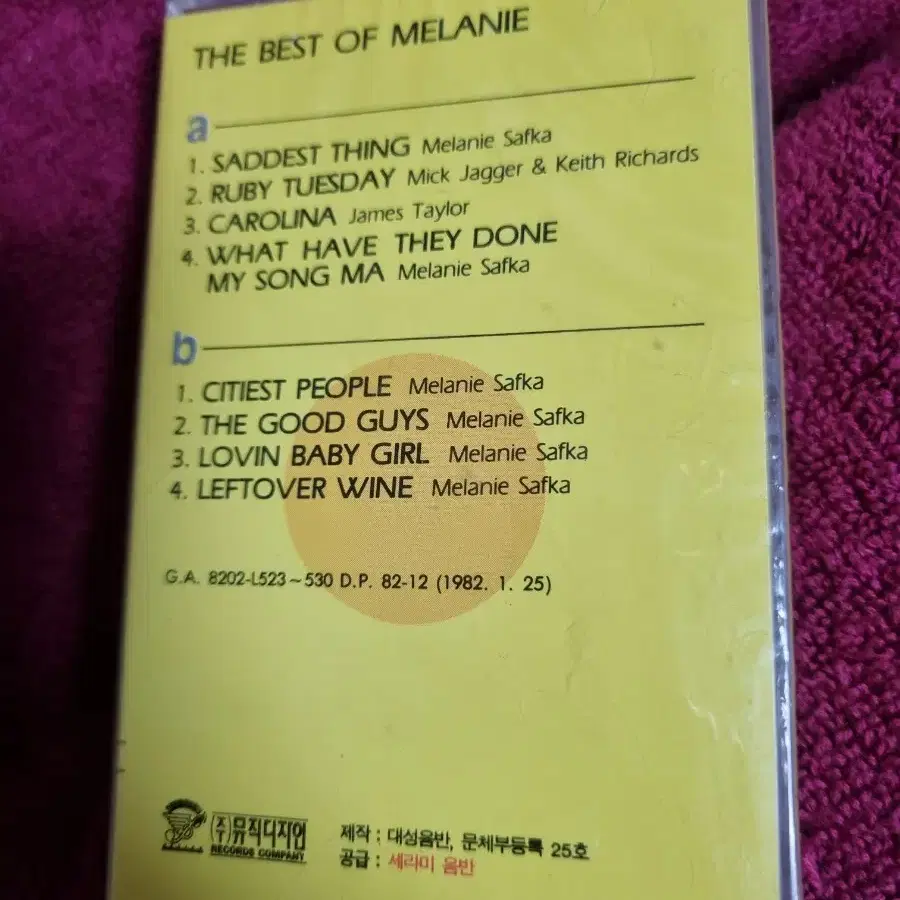 THE BEST OF MELANIE
a
1. SADDEST THING Melanie Safka
2. RUBY TUESDAY Mick Jagger & Keith Richards
3. CAROLINA James Taylor
4. WHAT HAVE THEY DONE
MY SONG MA Melanie Safka
b
1. CITIEST PEOPLE Melanie Safka
2. THE GOOD GUYS Melanie Safka
3. LOVIN BABY GIRL Melanie Safka
4. LEFTOVER WINE Melanie Safka
G.A. 8202-L523~530 D.P. 82-12 (1982. 1. 25)
(주)뮤직디자인
RECORDS COMPANY
제작 : 대성음반, 문체부등록 25호
공급 : 세라미 음반